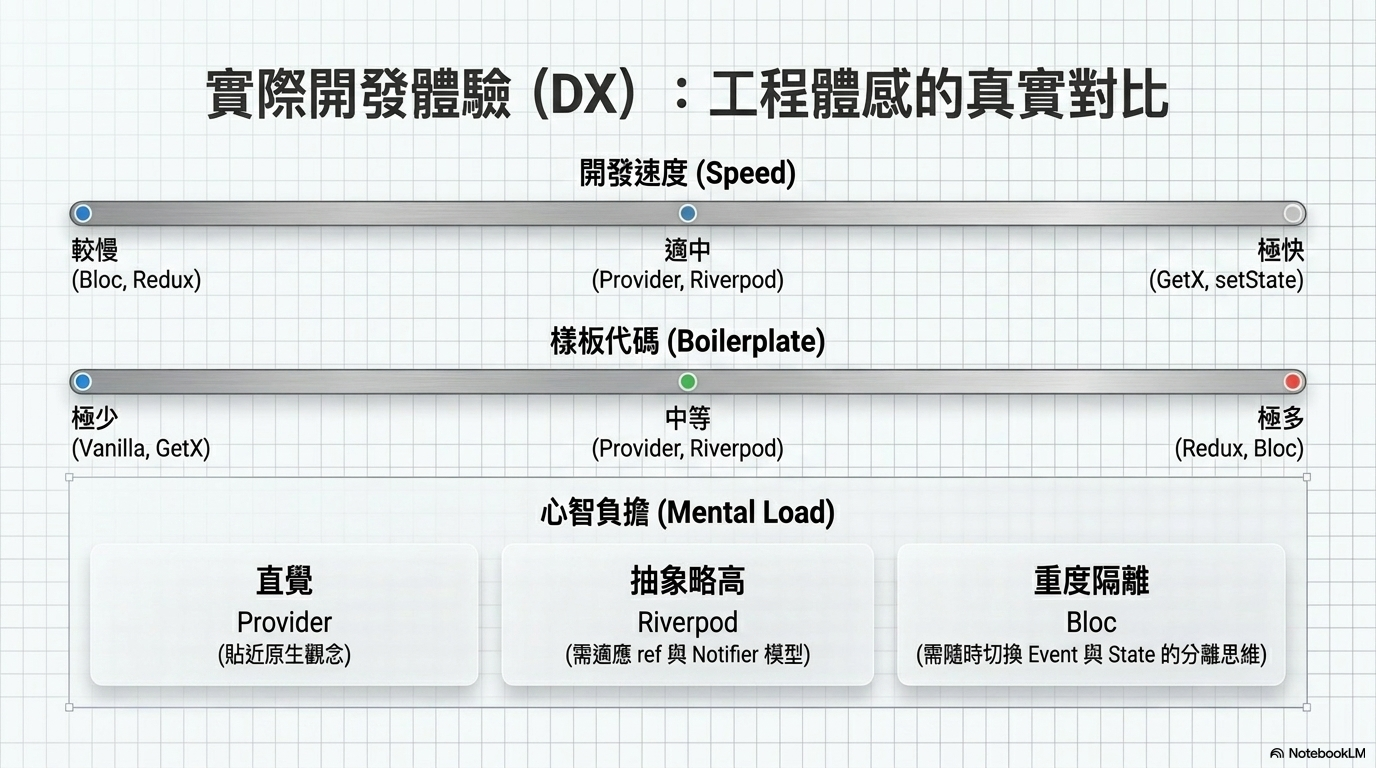 實際開發體驗（DX）：工程體感的真實對比
開發速度 (Speed)
較慢
(Bloc, Redux)
適中
(Provider, Riverpod)
極快
(GetX, setState)
樣板代碼 (Boilerplate)
極少
(Vanilla, GetX)
中等
(Provider, Riverpod)
極多
(Redux, Bloc)
心智負擔 (Mental Load)
直覺
Provider
(貼近原生觀念)
抽象略高
Riverpod
(需適應 ref 與 Notifier 模型)
重度隔離
Bloc
(需隨時切換 Event 與 State 的分離思維)
NotebookLM